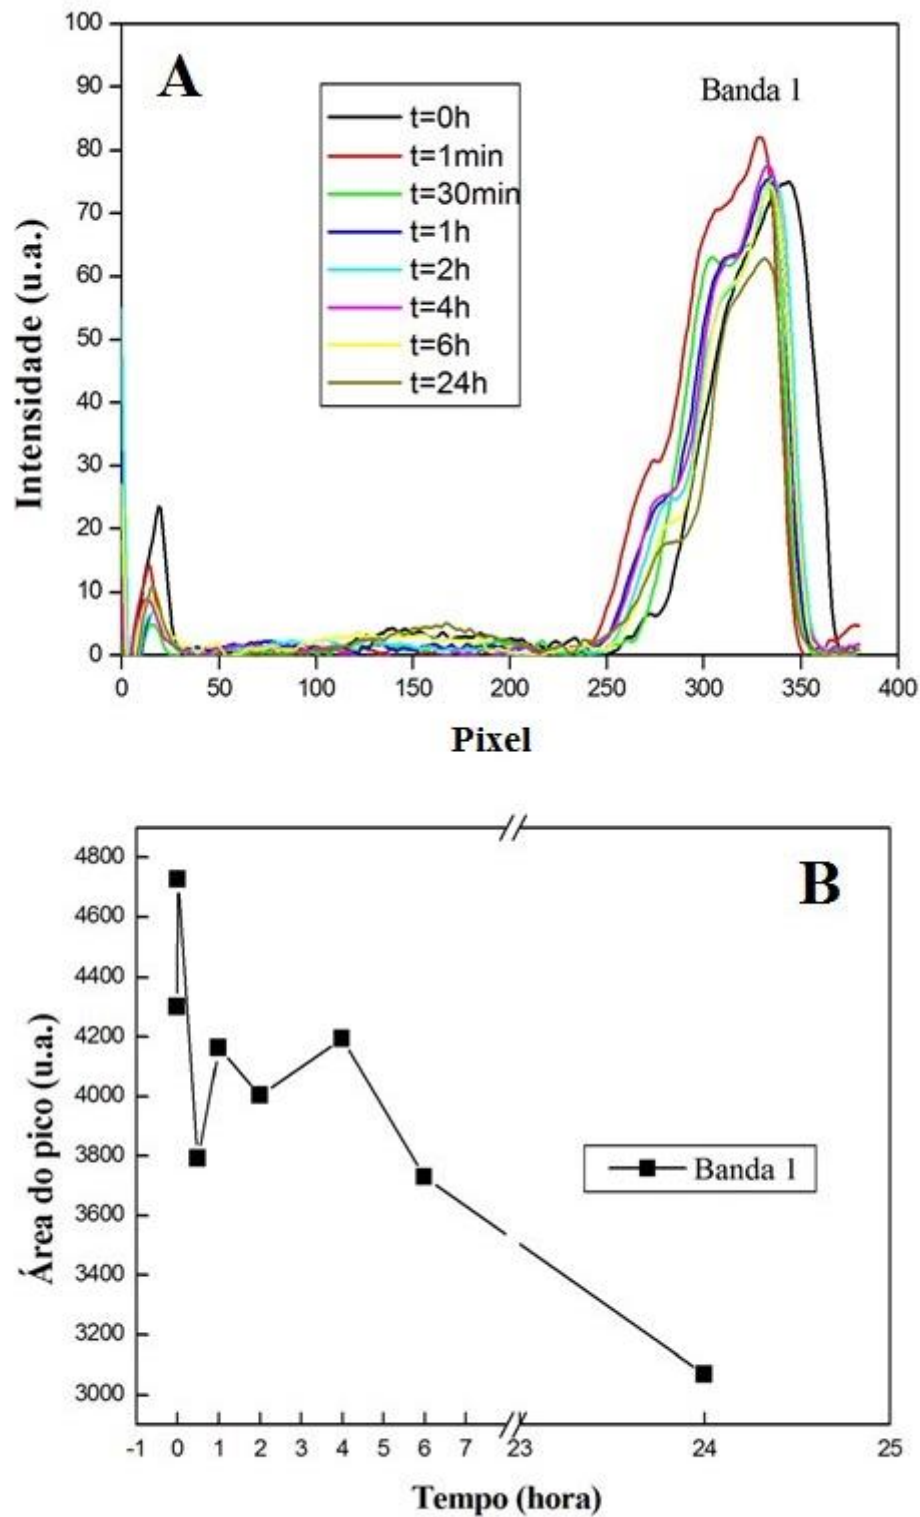 100
90
80
70
60
50
40
30
20
10
0
Intensidade (u.a.)
A
Banda 1
t=0h
t=1min
t=30min
t=1h
t=2h
t=4h
t=6h
t=24h
0 50 100 150 200 250 300 350 400
Pixel
4800
4600
4400
4200
4000
3800
3600
3400
3200
3000
Área do pico (u.a.)
B
Banda 1
-1 0 1 2 3 4 5 6 7 23 24 25
Tempo (hora)